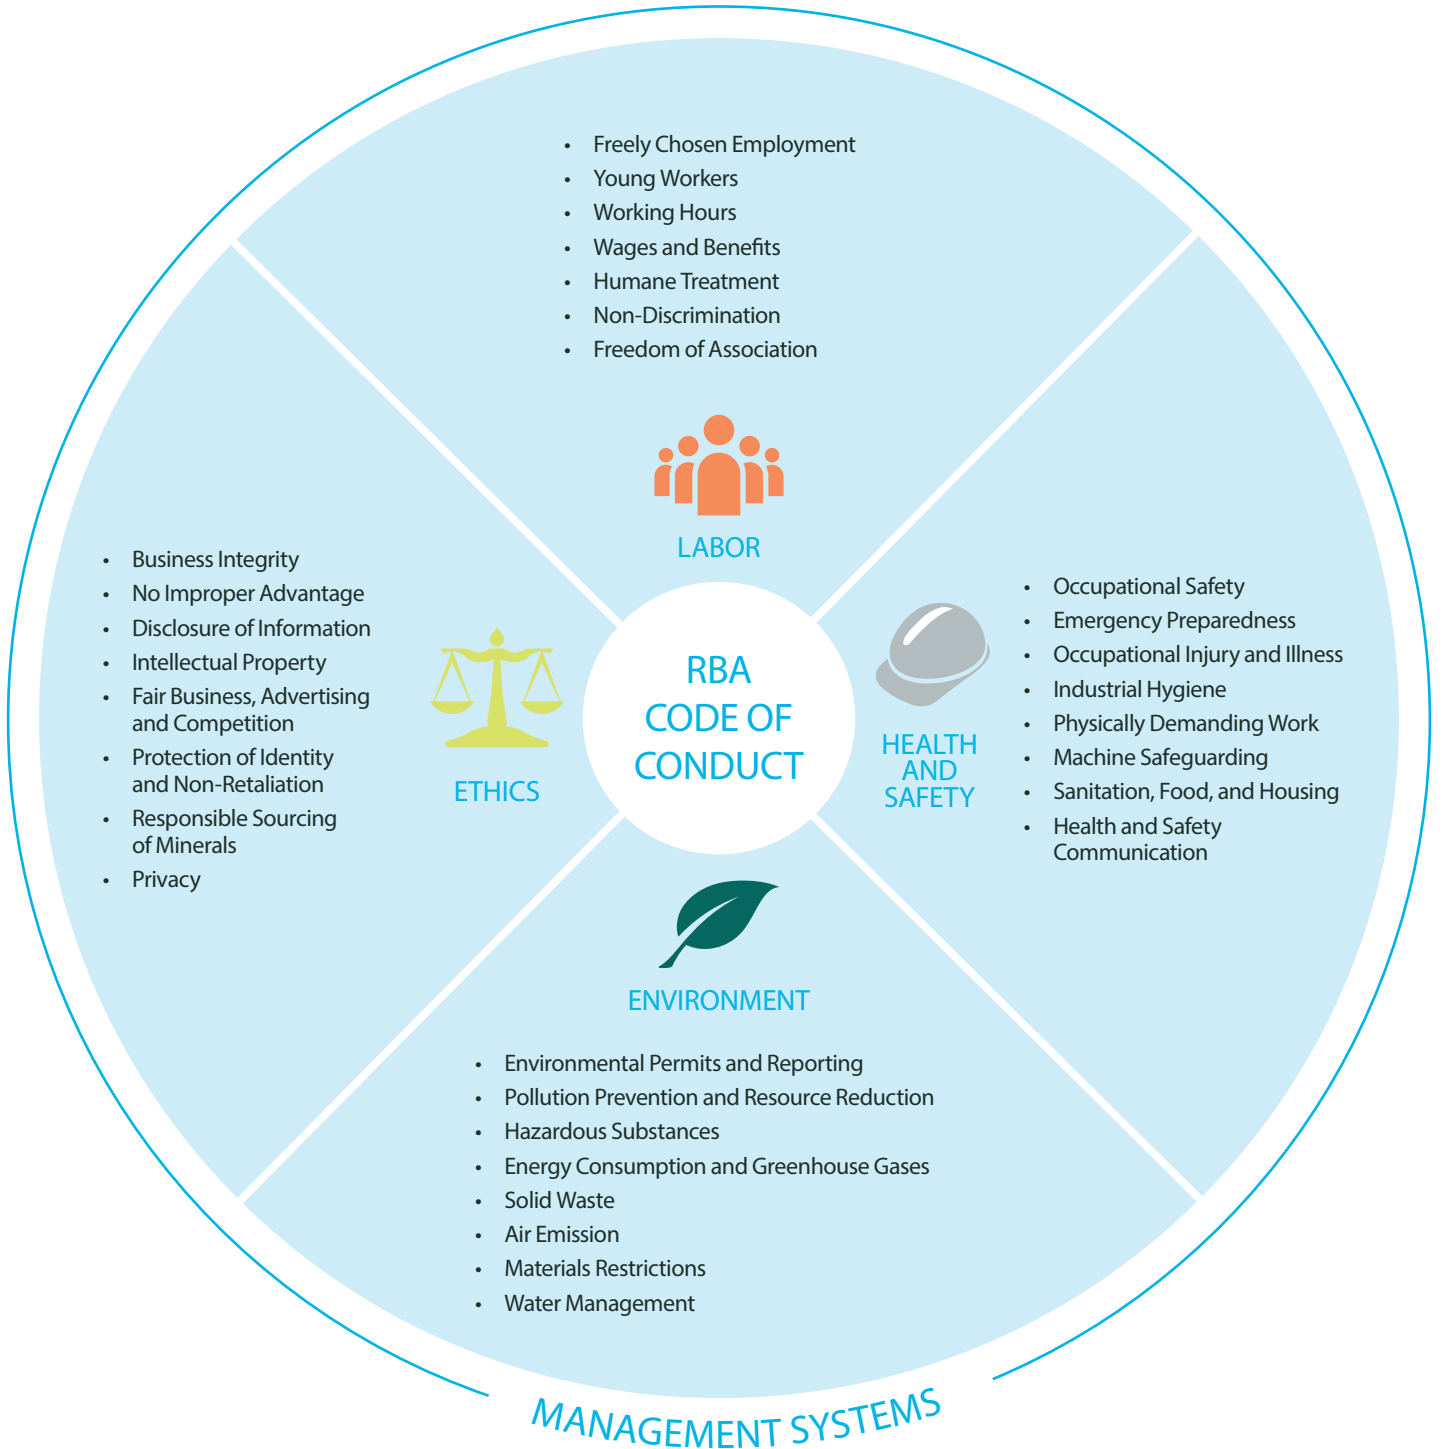 • Freely Chosen Employment
• Young Workers
• Working Hours
• Wages and Benefits
• Humane Treatment
• Non-Discrimination
• Freedom of Association
LABOR
• Business Integrity
• No Improper Advantage
• Disclosure of Information
• Intellectual Property
• Fair Business, Advertising
and Competition
• Protection of Identity
and Non-Retaliation
• Responsible Sourcing
of Minerals
• Privacy
ETHICS
RBA
CODE OF
CONDUCT
HEALTH
AND
SAFETY
• Occupational Safety
• Emergency Preparedness
• Occupational Injury and Illness
• Industrial Hygiene
• Physically Demanding Work
• Machine Safeguarding
• Sanitation, Food, and Housing
• Health and Safety
Communication
ENVIRONMENT
• Environmental Permits and Reporting
• Pollution Prevention and Resource Reduction
• Hazardous Substances
• Energy Consumption and Greenhouse Gases
• Solid Waste
• Air Emission
• Materials Restrictions
• Water Management
MANAGEMENT SYSTEMS